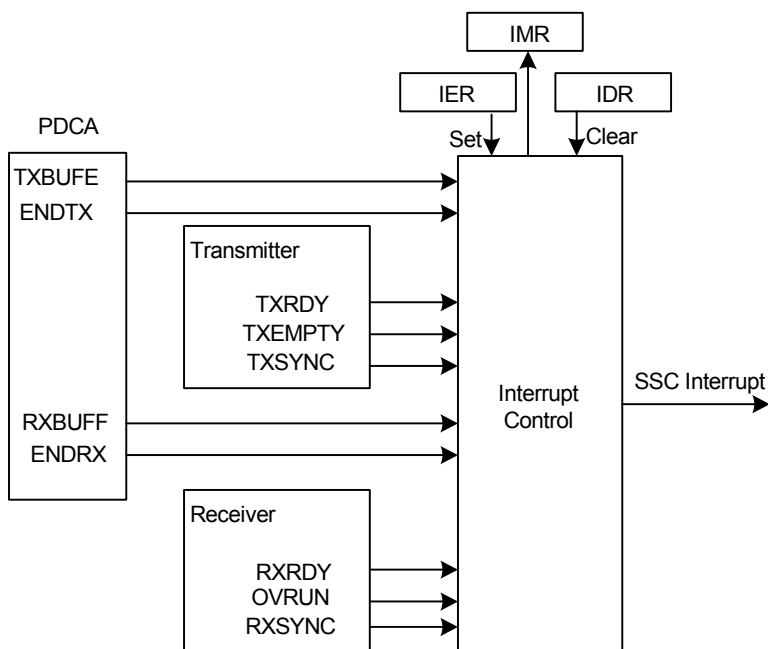 IMR
IER
IDR
PDCA
Set
Clear
TXBUFE
ENDTX
Transmitter
TXRDY
TXEMPTY
TXSYNC
Interrupt
Control
SSC Interrupt
RXBUFF
ENDRX
Receiver
RXRDY
OVRUN
RXSYNC